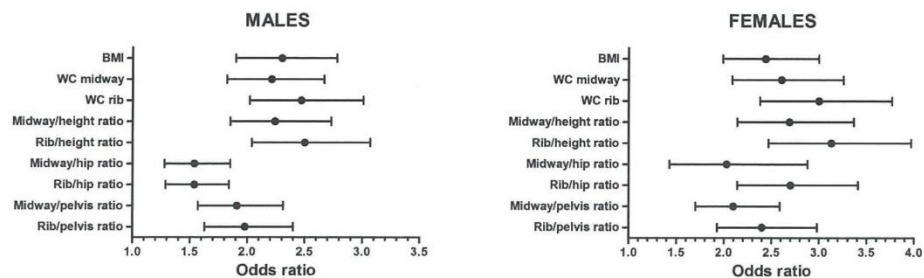 MALES
BMI
WC midway
WC rib
Midway/height ratio
Rib/height ratio
Midway/hip ratio
Rib/hip ratio
Midway/pelvis ratio
Rib/pelvis ratio
1.0 1.5 2.0 2.5 3.0 3.5
Odds ratio
FEMALES
BMI
WC midway
WC rib
Midway/height ratio
Rib/height ratio
Midway/hip ratio
Rib/hip ratio
Midway/pelvis ratio
Rib/pelvis ratio
1.0 1.5 2.0 2.5 3.0 3.5 4.0
Odds ratio